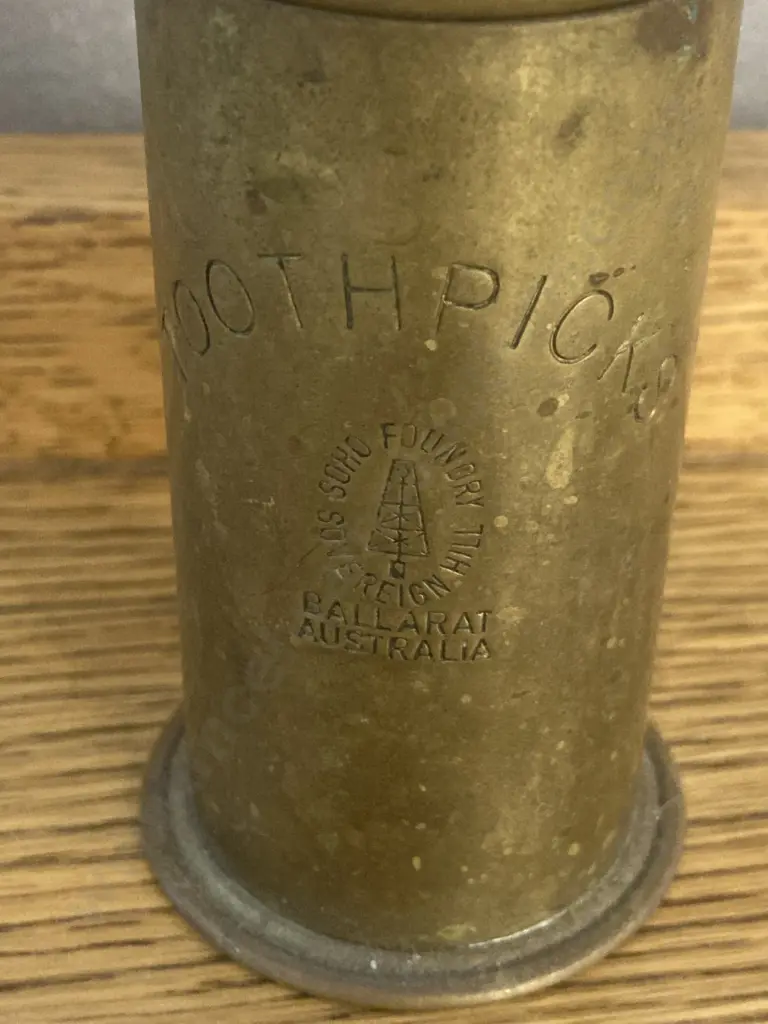 TOOTHPICKS
SOHO FOUNDRY
SOVEREIGN HILL
BALLARAT
AUSTRALIA